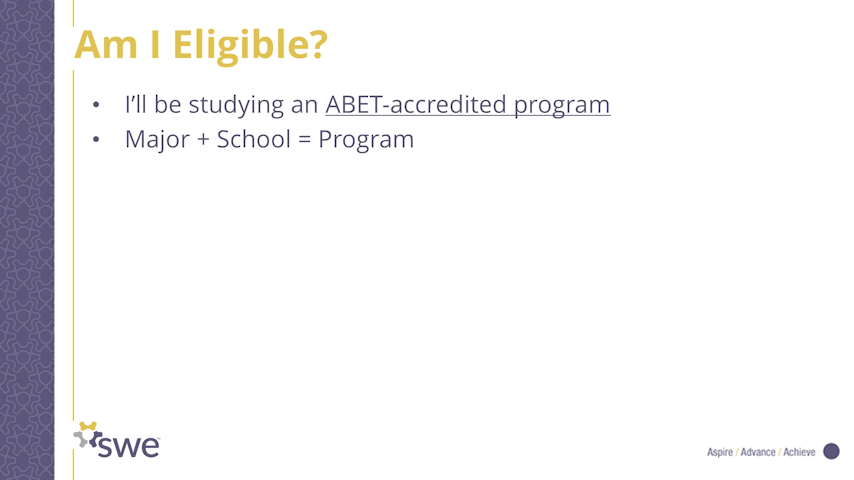 Am I Eligible?
• I'll be studying an ABET-accredited program
• Major + School = Program
swe
Aspire / Advance / Achieve